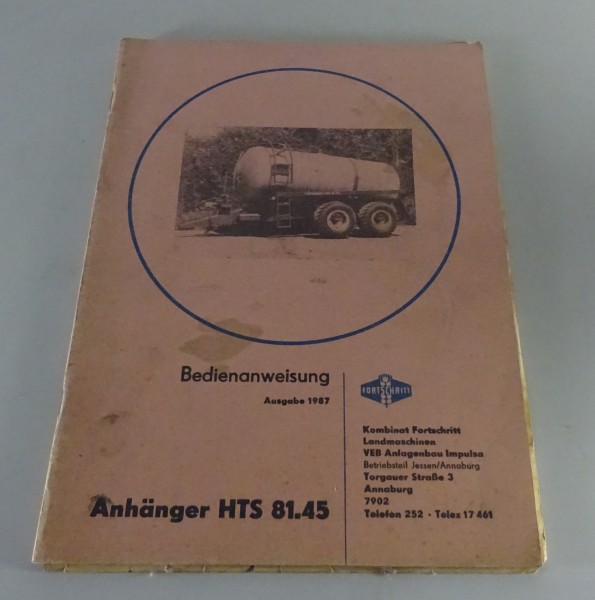 Bedienanweisung
Ausgabe 1987
Anhänger HTS 81.45
FORTSCHRITT
Kombinat Fortschritt
Landmaschinen
VEB Anlagenbau Impulsa
Betriebsteil Jessen/Annaburg
Torgauer Straße 3
Annaburg
7902
Telefon 252 · Telex 17 461